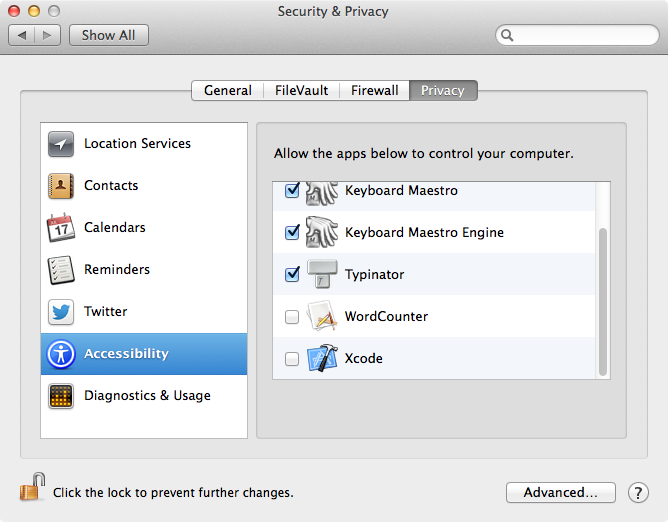 Security & Privacy
Show All
General
FileVault
Firewall
Privacy
Location Services
Contacts
17
Calendars
Reminders
Twitter
Accessibility
Diagnostics & Usage
Allow the apps below to control your computer.
Keyboard Maestro
Keyboard Maestro Engine
Typinator
WordCounter
Xcode
Click the lock to prevent further changes.
Advanced...
?